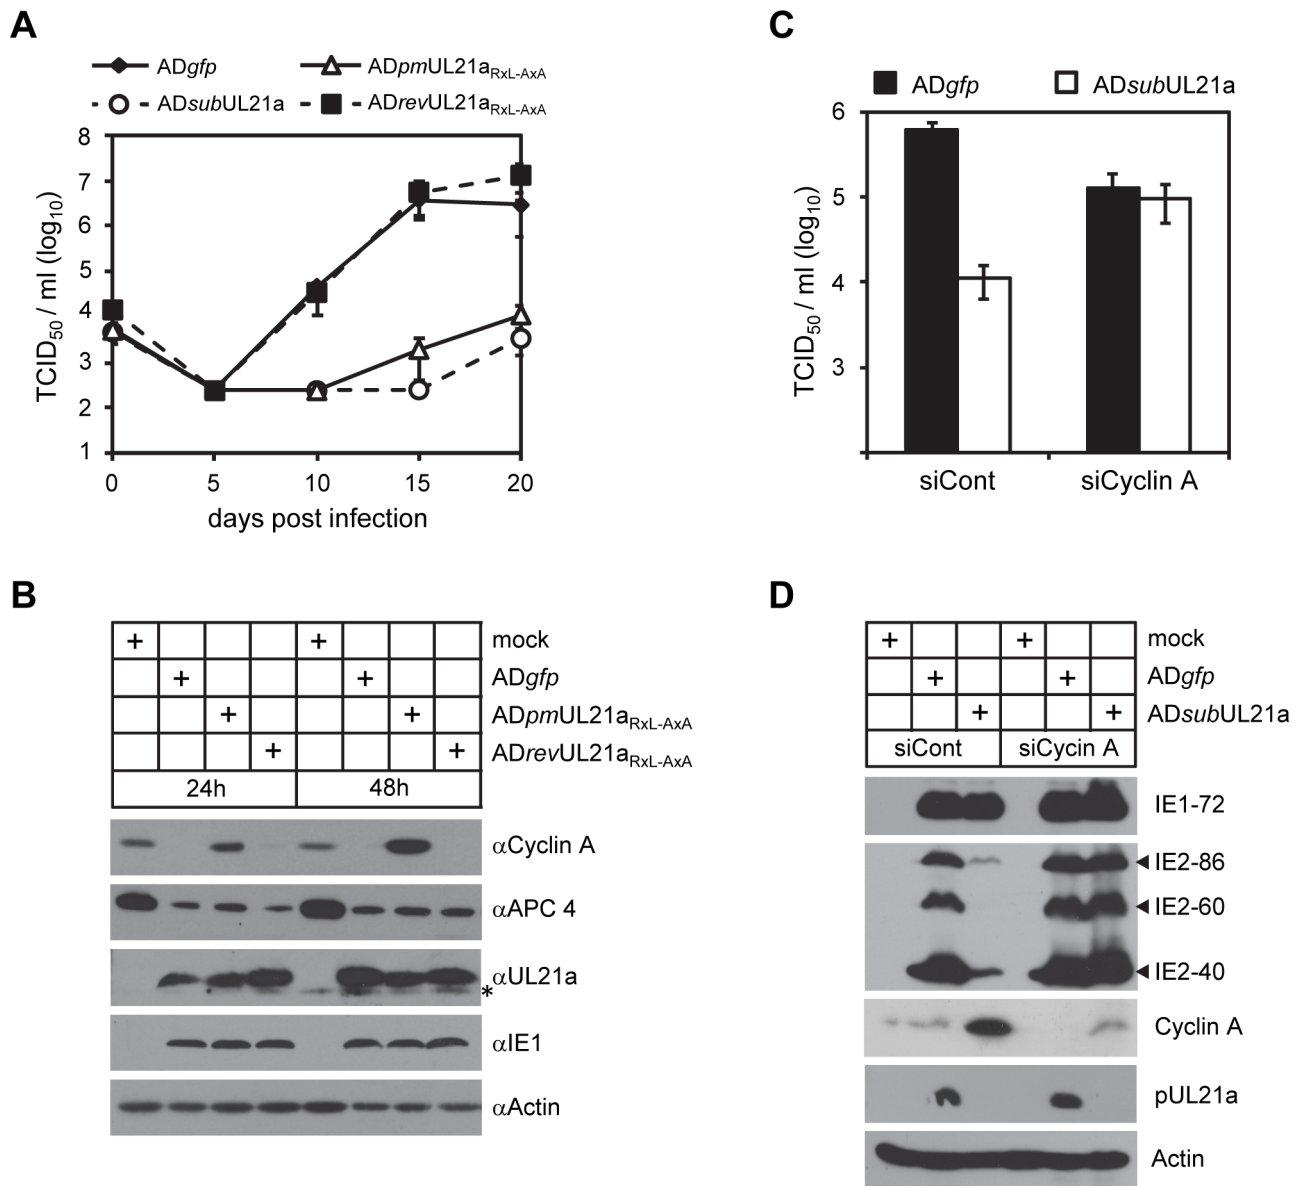 A
ADgfp
ADpmUL21aRxL-AxA
ADsubUL21a
ADrevUL21aRxL-AxA
TCID50 / ml (log10)
8
7
6
5
4
3
2
1
0 5 10 15 20
days post infection
C
ADgfp
ADsubUL21a
TCID50 / ml (log10)
6
5
4
3
siCont siCyclin A
B
+ + mock
+ + ADgfp
+ + ADpmUL21aRxL-AxA
+ + ADrevUL21aRxL-AxA
24h 48h
αCyclin A
αAPC 4
αUL21a
*
αIE1
αActin
D
+ + mock
+ + ADgfp
+ + ADsubUL21a
siCont siCycin A
IE1-72
IE2-86
IE2-60
IE2-40
Cyclin A
pUL21a
Actin